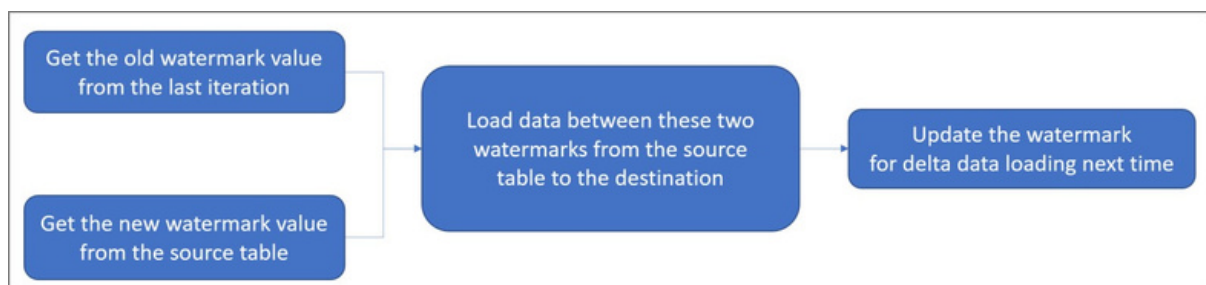 Get the old watermark value
from the last iteration
Get the new watermark value
from the source table
Load data between these two
watermarks from the source
table to the destination
Update the watermark
for delta data loading next time